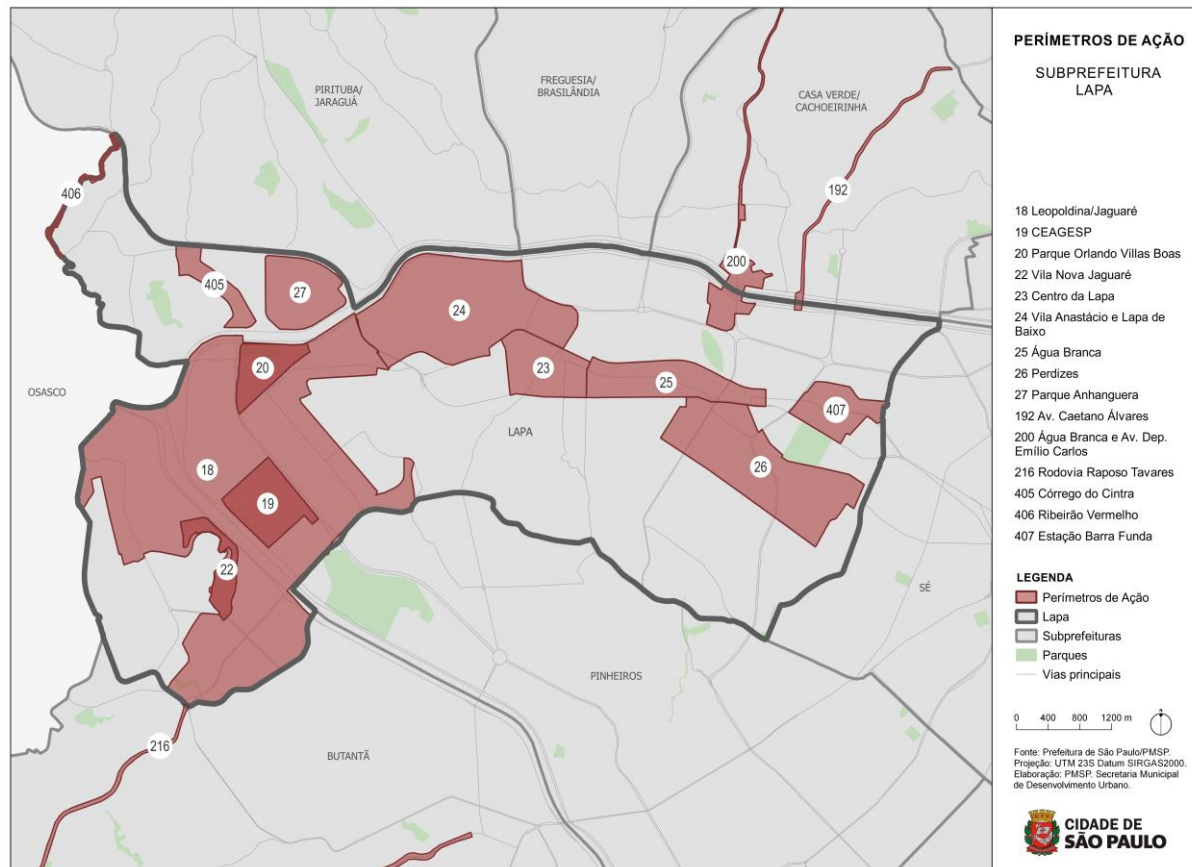 PERÍMETROS DE AÇÃO
SUBPREFEITURA
LAPA
18 Leopoldina/Jaguaré
19 CEAGESP
20 Parque Orlando Villas Boas
22 Vila Nova Jaguaré
23 Centro da Lapa
24 Vila Anastácio e Lapa de
Baixo
25 Água Branca
26 Perdizes
27 Parque Anhanguera
192 Av. Caetano Álvares
200 Água Branca e Av. Dep.
Emílio Carlos
216 Rodovia Raposo Tavares
405 Córrego do Cintra
406 Ribeirão Vermelho
407 Estação Barra Funda
LEGENDA
Perímetros de Ação
Lapa
Subprefeituras
Parques
Vias principais
0 400 800 1200 m
Fonte: Prefeitura de São Paulo/PMSP.
Projeção: UTM 23S Datum SIRGAS2000.
Elaboração: PMSP. Secretaria Municipal
de Desenvolvimento Urbano.
CIDADE DE
SÃO PAULO
PIRITUBA/
JARAGUÁ
FREGUESIA/
BRASILÂNDIA
CASA VERDE/
CACHOEIRINHA
406
192
200
405
27
24
20
23
25
OSASCO
407
LAPA
26
18
19
22
SÉ
PINHEIROS
216
BUTANTÃ